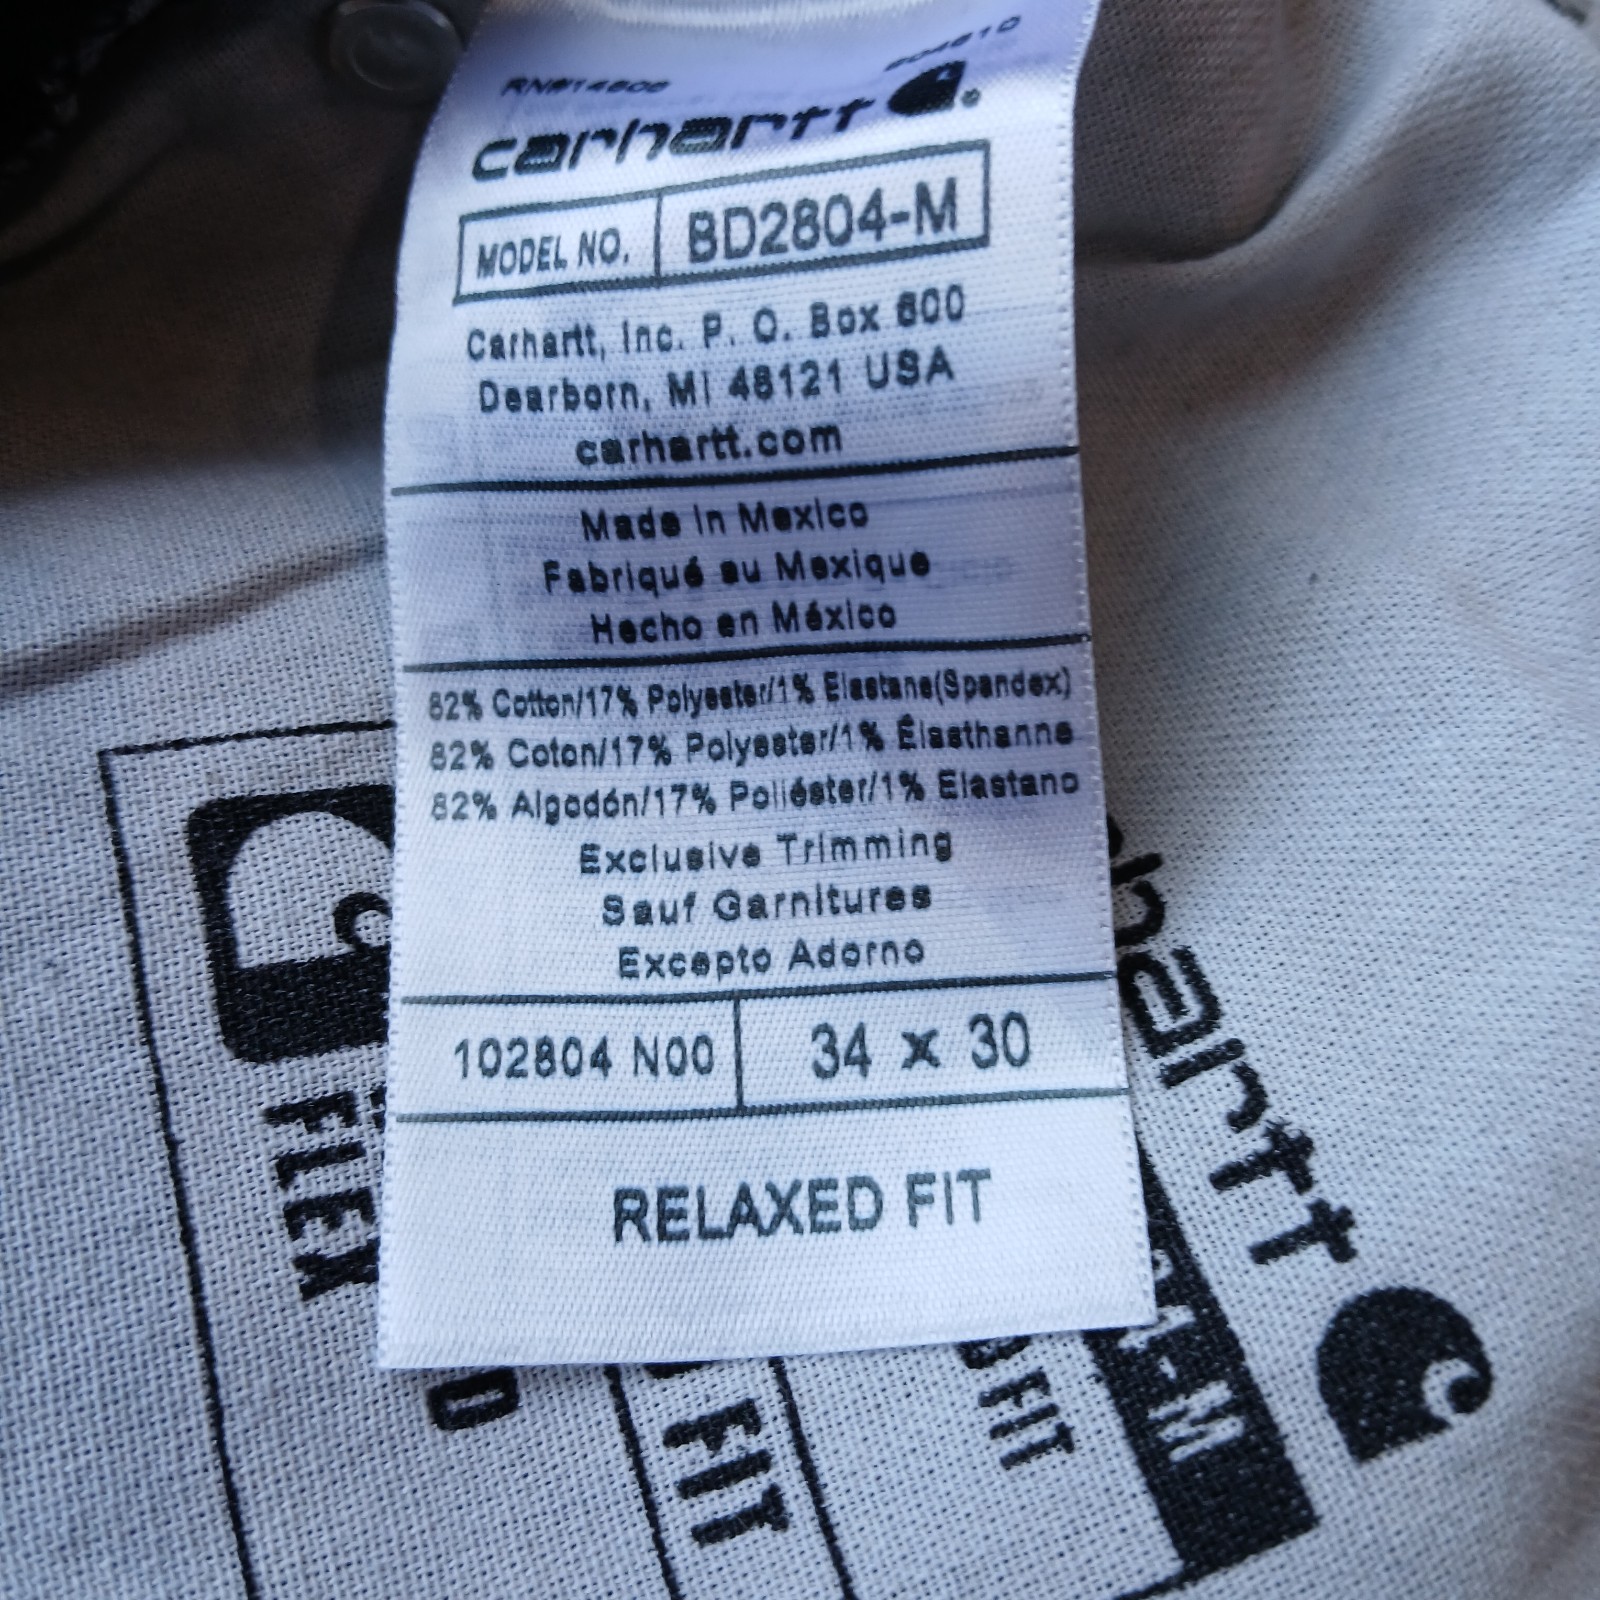 RN#14806
carhartt
MODEL NO. BD2804-M
Carhartt, Inc. P. O. Box 600
Dearborn, MI 48121 USA
carhartt.com
Made in Mexico
Fabriqué au Mexique
Hecho en México
82% Cotton/17% Polyester/1% Elastane(Spandex)
82% Coton/17% Polyester/1% Élasthanne
82% Algodón/17% Poliéster/1% Elastano
Exclusive Trimming
Sauf Garnitures
Excepto Adorno
102804 N00 34 x 30
RELAXED FIT
FLEX
FIT
FIT